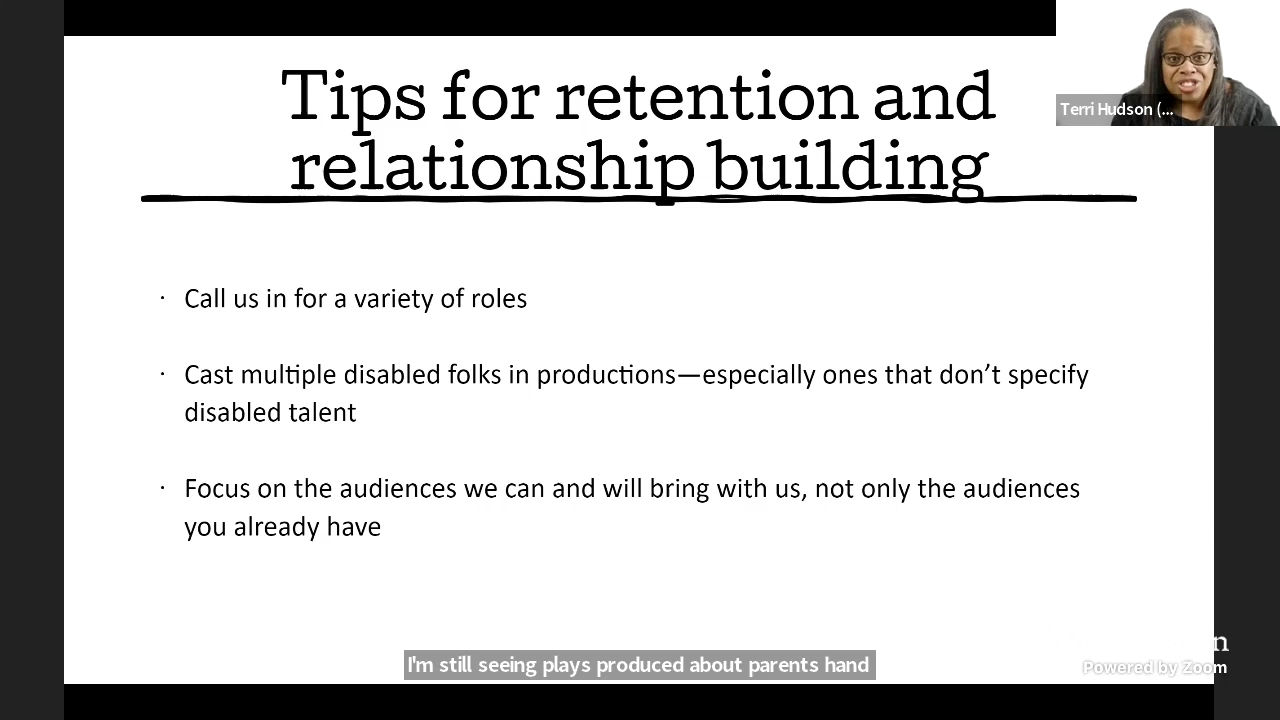 Tips for retention and
relationship building
Terri Hudson (...
· Call us in for a variety of roles
· Cast multiple disabled folks in productions—especially ones that don’t specify
disabled talent
· Focus on the audiences we can and will bring with us, not only the audiences
you already have
I'm still seeing plays produced about parents hand
n
Powered by Zoom